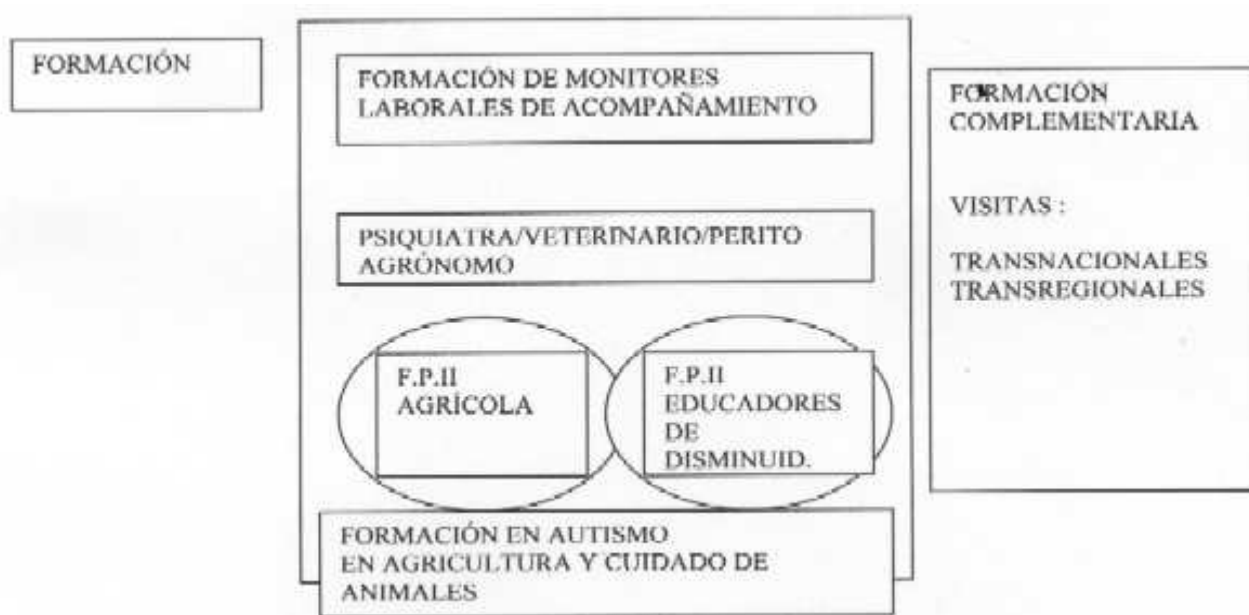 FORMACIÓN
FORMACIÓN DE MONITORES
LABORALES DE ACOMPAÑAMIENTO
PSIQUIATRA/VETERINARIO/PERITO
AGRÓNOMO
F.P.II
AGRÍCOLA
F.P.II
EDUCADORES
DE
DISMINUID.
FORMACIÓN EN AUTISMO
EN AGRICULTURA Y CUIDADO DE
ANIMALES
FORMACIÓN
COMPLEMENTARIA
VISITAS :
TRANSNACIONALES
TRANSREGIONALES